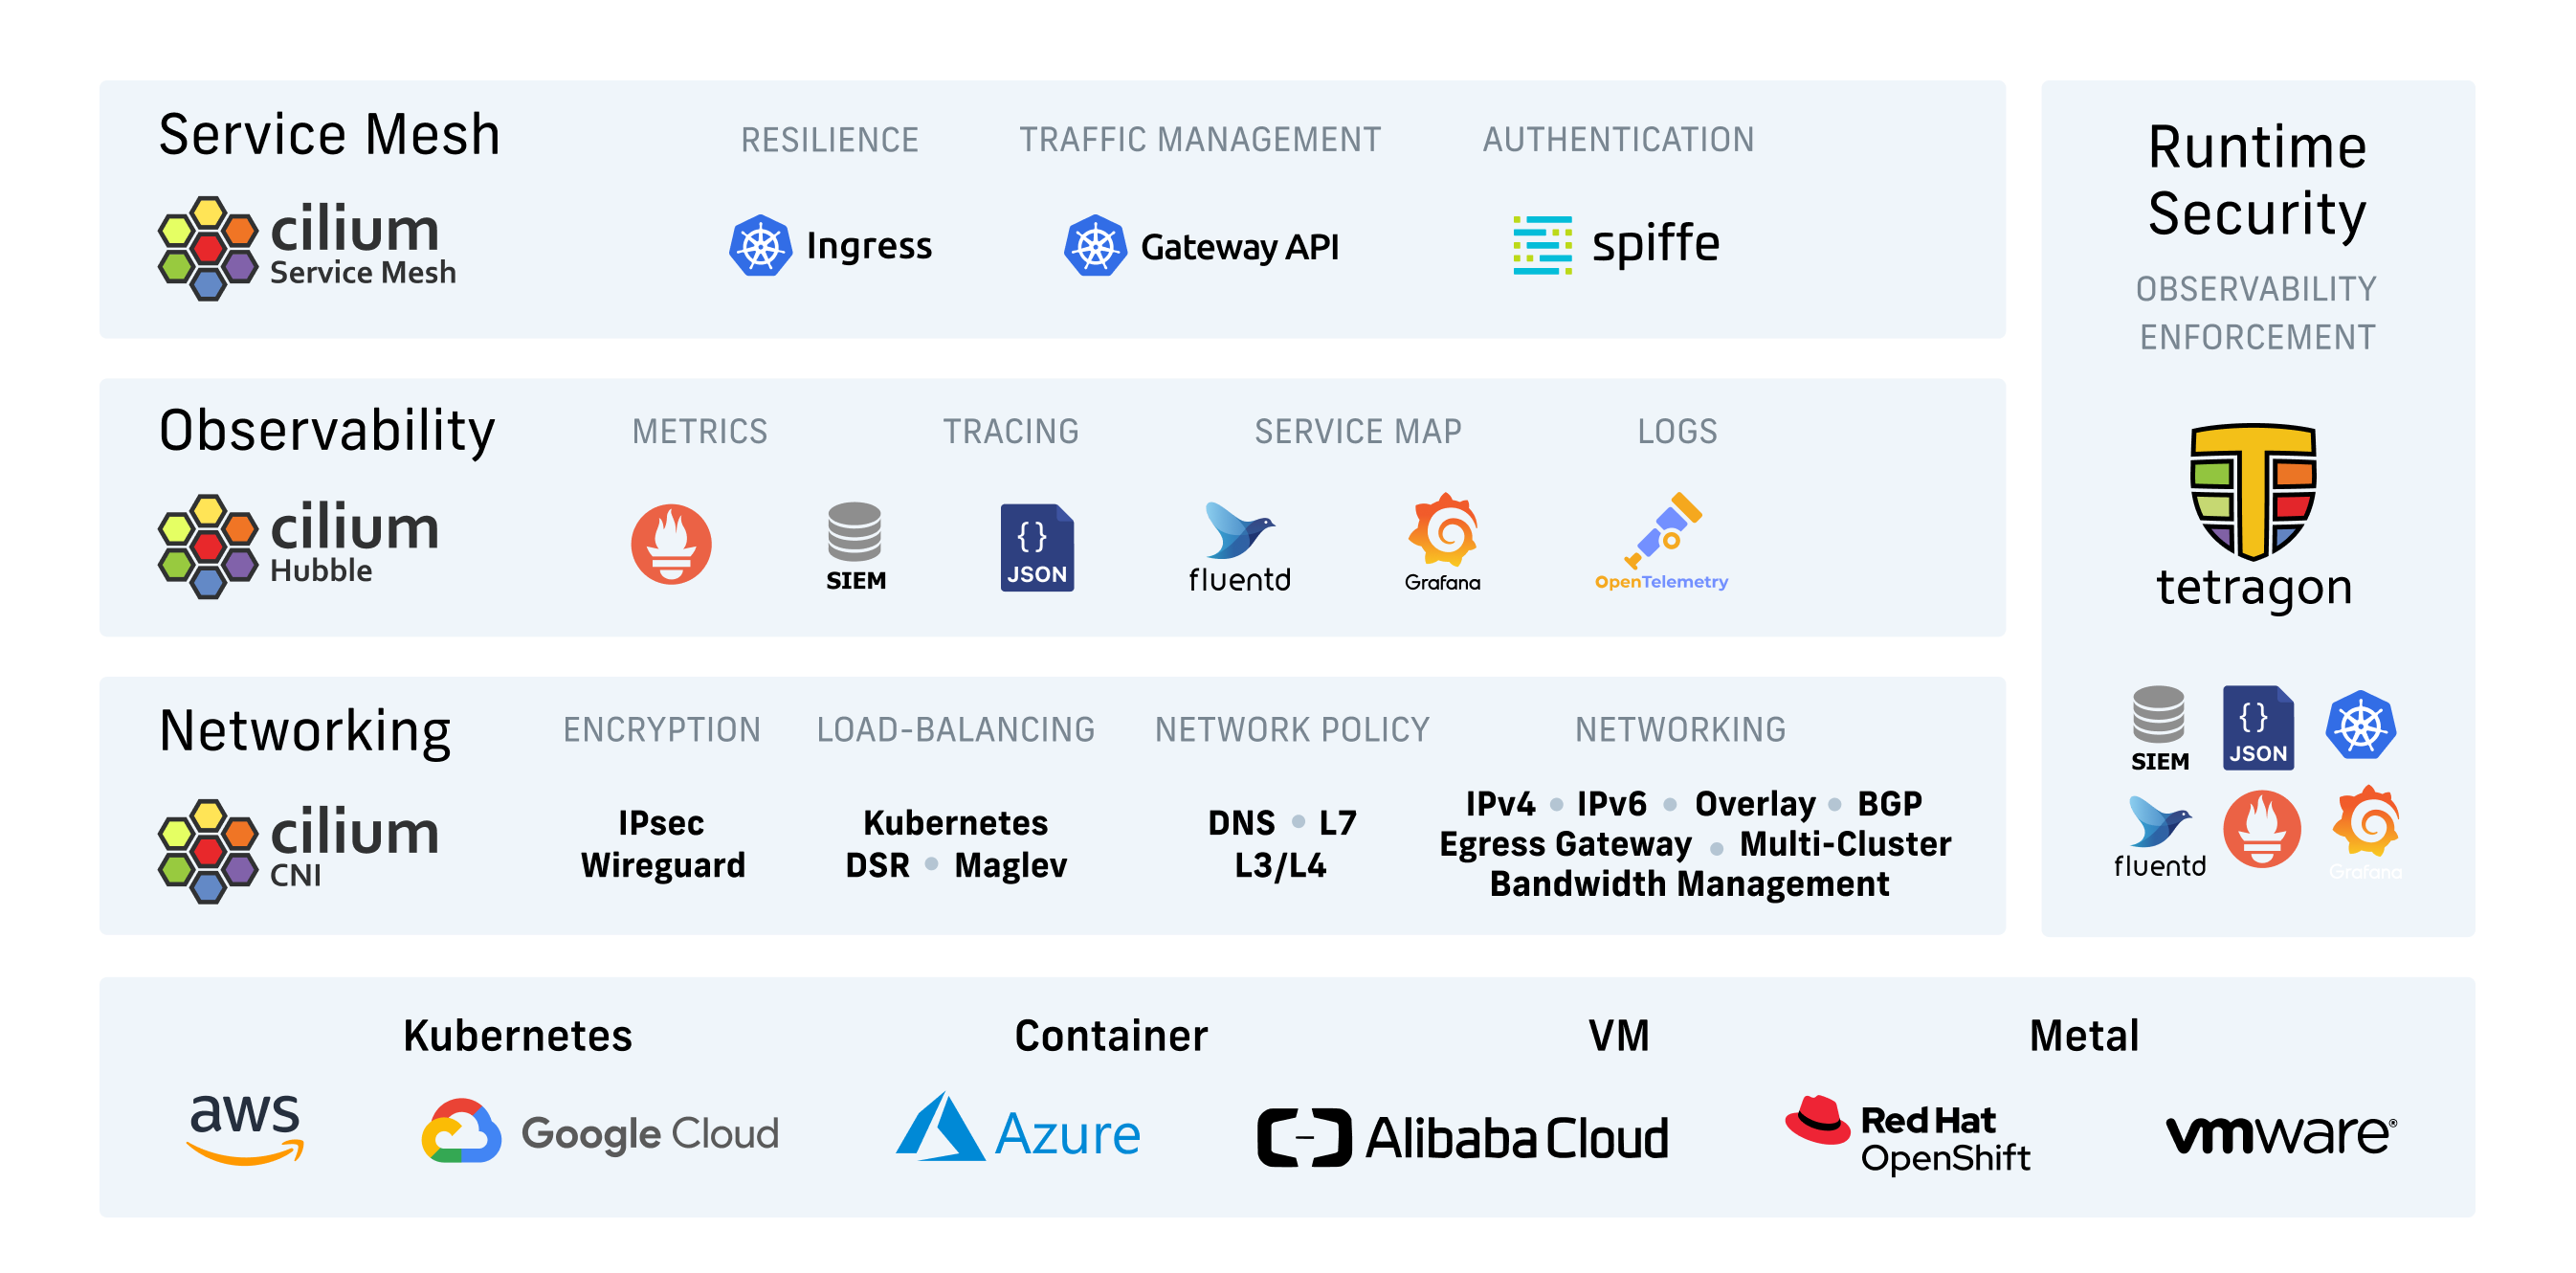 Service Mesh
cilium
Service Mesh
RESILIENCE
Ingress
TRAFFIC MANAGEMENT
Gateway API
AUTHENTICATION
spiffe
Observability
cilium
Hubble
METRICS
TRACING
SERVICE MAP
LOGS
SIEM
{}
JSON
fluentd
Grafana
OpenTelemetry
Networking
cilium
CNI
ENCRYPTION
IPsec
Wireguard
LOAD-BALANCING
Kubernetes
DSR • Maglev
NETWORK POLICY
DNS • L7
L3/L4
NETWORKING
IPv4 • IPv6 • Overlay • BGP
Egress Gateway • Multi-Cluster
Bandwidth Management
Runtime
Security
OBSERVABILITY
ENFORCEMENT
tetragon
SIEM
{}
JSON
fluentd
Grafana
Kubernetes
Container
VM
Metal
aws
Google Cloud
Azure
Alibaba Cloud
Red Hat
OpenShift
vmware®